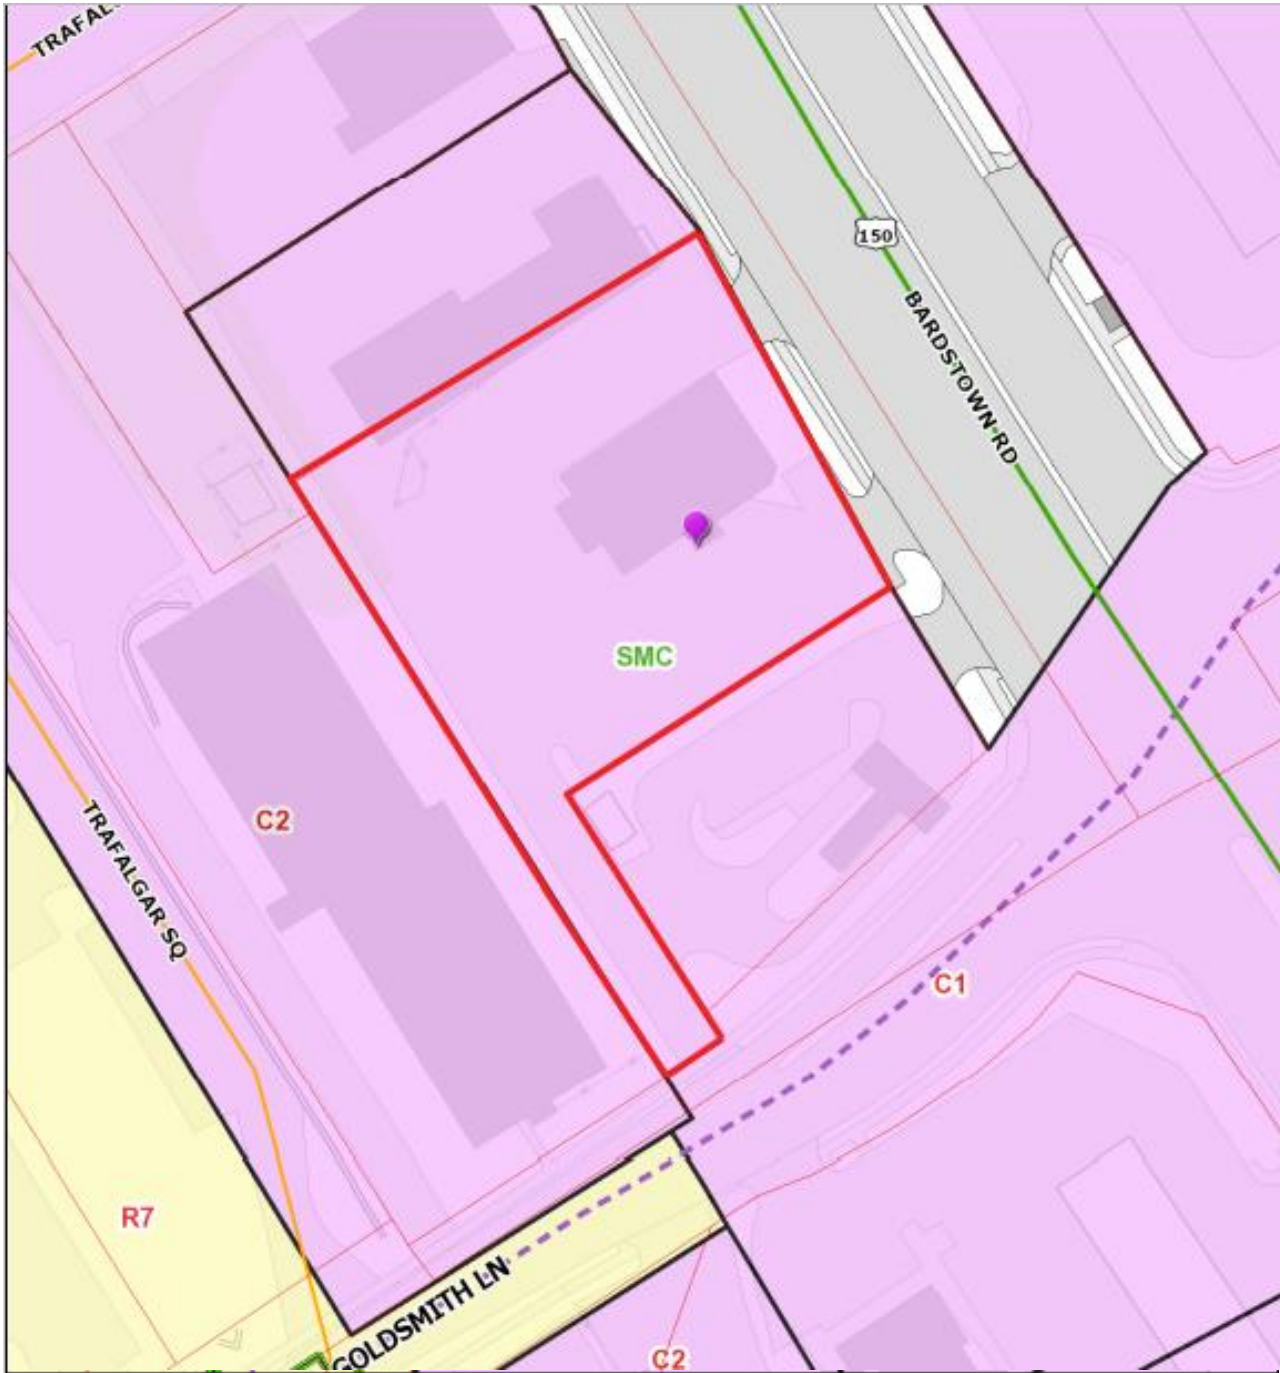 TRAFAL
150
BARDSTOWN RD
SMC
C2
TRAFALGAR SQ
C1
R7
GOLDSMITH LN
C2